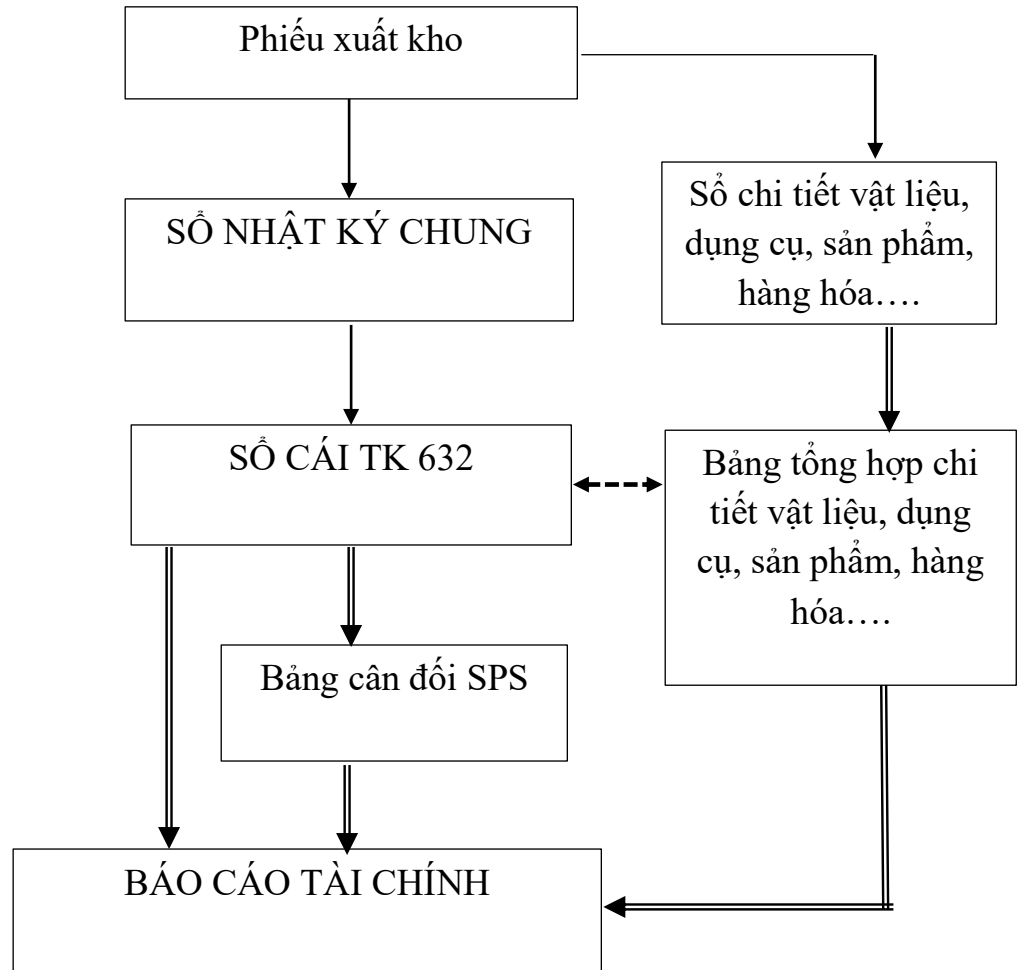 Phiếu xuất kho
SỔ NHẬT KÝ CHUNG
Sổ chi tiết vật liệu,
dụng cụ, sản phẩm,
hàng hóa….
SỔ CÁI TK 632
Bảng tổng hợp chi
tiết vật liệu, dụng
cụ, sản phẩm, hàng
hóa….
Bảng cân đối SPS
BÁO CÁO TÀI CHÍNH